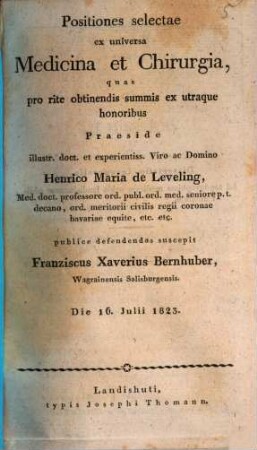 Positiones selectae
ex universa
Medicina et Chirurgia,
quas
pro rite obtinendis summis ex utraque
honoribus
Praeside
illustr. doct. et experientiss. Viro ac Domino
Henrico Maria de Leveling,
Med. doct. professore ord. publ. ord. med. seniore p. t.
decano, ord. meritorii civilis regii coronae
bavariae equite, etc. etc.
publice defendendas suscepit
Franziscus Xaverius Bernhuber,
Wagrainensis Salisburgensis.
Die 16. Julii 1823.
Landishuti,
typis Josephi Thomann.